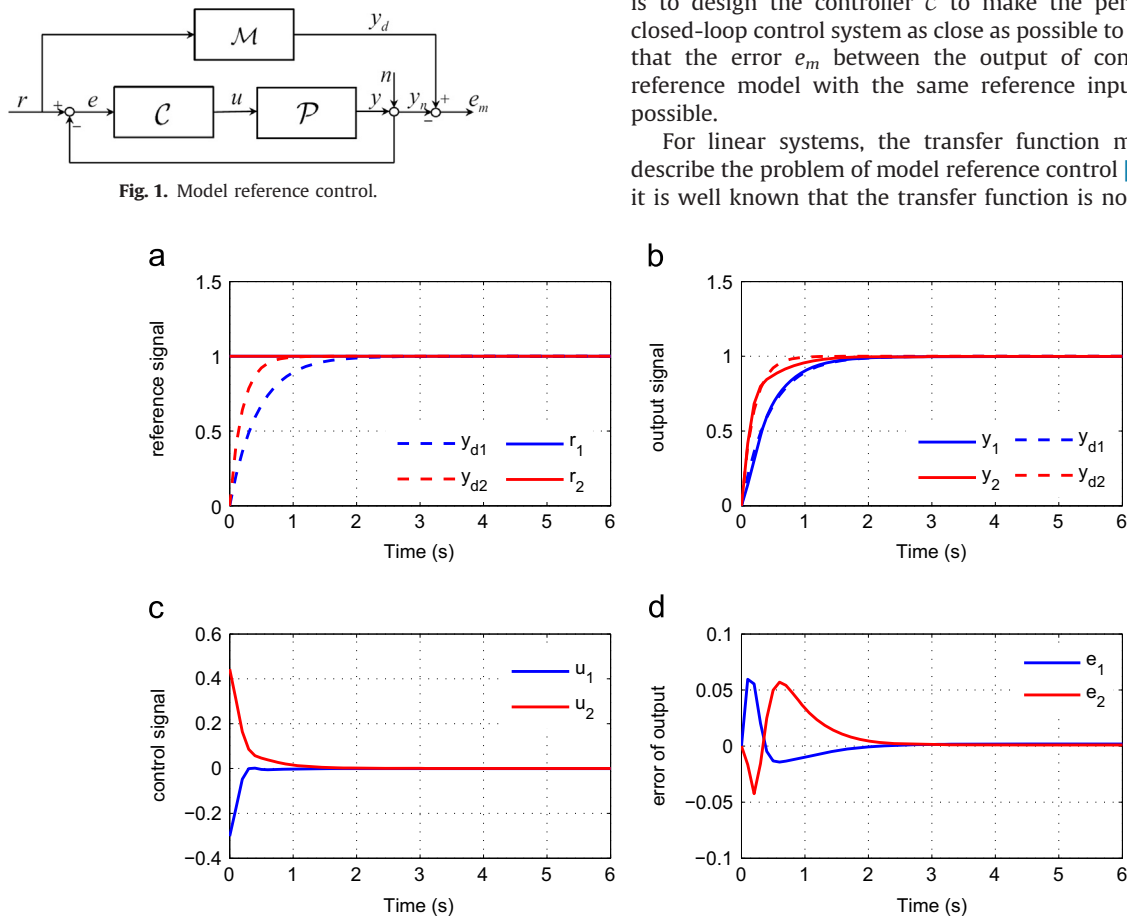 M
y_d
r
+
e
−
C
u
P
y
n
y_n
−
+
e_m
Fig. 1. Model reference control.
is to design the controller C to make the per
closed-loop control system as close as possible to
that the error e_m between the output of con
reference model with the same reference inpu
possible.
For linear systems, the transfer function m
describe the problem of model reference control [
it is well known that the transfer function is no
a
1.5
1
0.5
0
reference signal
y_d1
r_1
y_d2
r_2
0 1 2 3 4 5 6
Time (s)
b
1.5
1
0.5
0
output signal
y_1
y_d1
y_2
y_d2
0 1 2 3 4 5 6
Time (s)
c
0.6
0.4
0.2
0
−0.2
−0.4
control signal
u_1
u_2
0 1 2 3 4 5 6
Time (s)
d
0.1
0.05
0
−0.05
−0.1
error of output
e_1
e_2
0 1 2 3 4 5 6
Time (s)